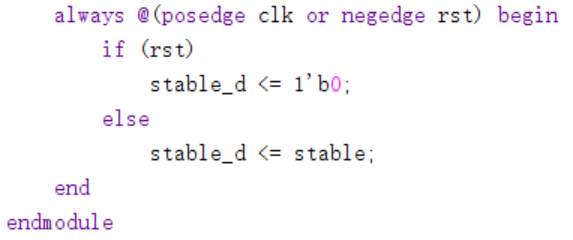 always @(posedge clk or negedge rst) begin
if (rst)
stable_d <= 1'b0;
else
stable_d <= stable;
end
endmodule